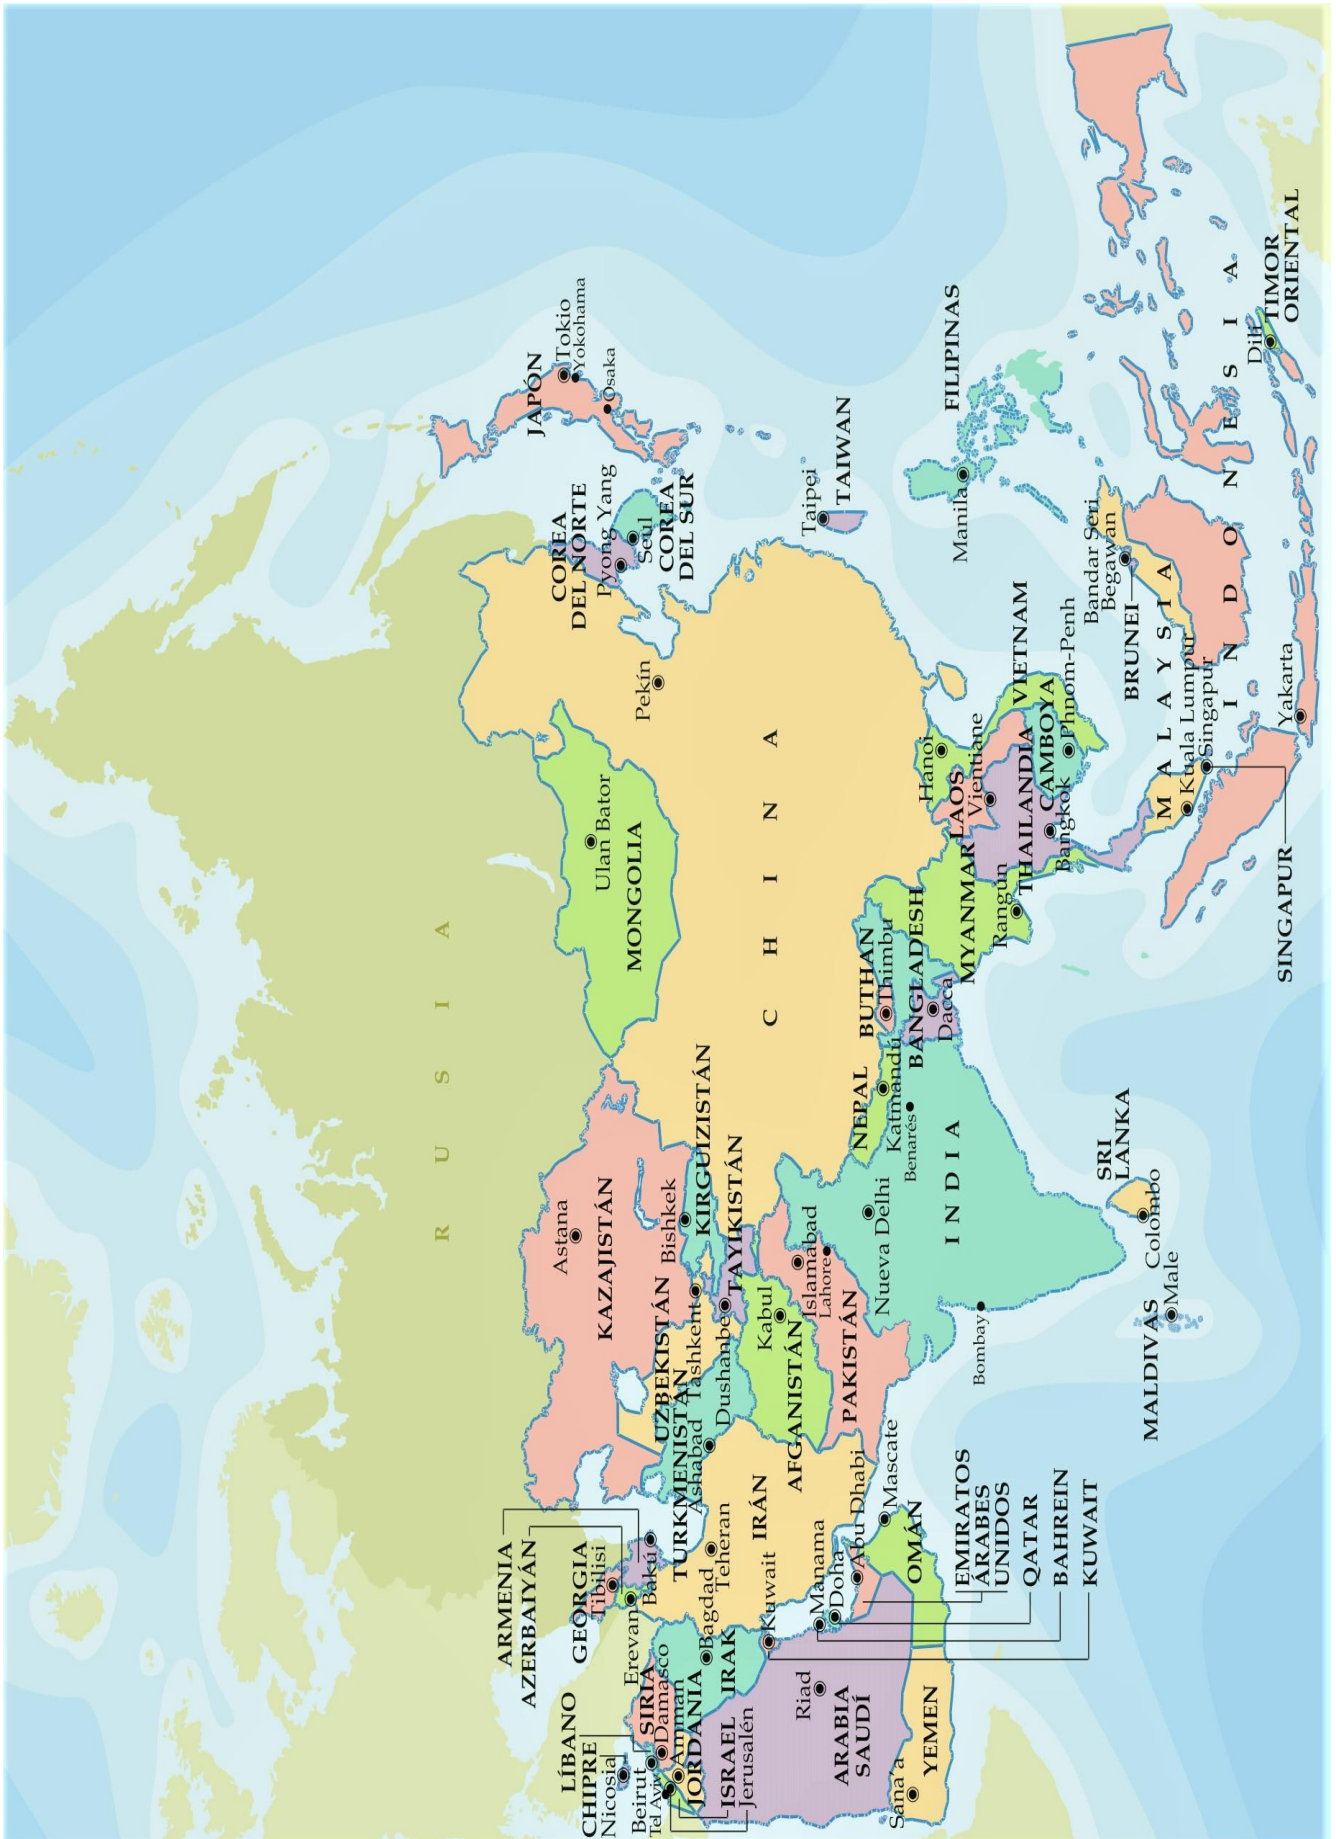 RUSIA
ARMENIA
AZERBAIYÁN
GEORGIA
Tibilisi
Erevan
Bakú
LÍBANO
CHIPRE
Nicosia
Beirut
Tel Aviv
SIRIA
Damasco
Amman
JORDANIA
ISRAEL
Jerusalén
Bagdad
IRAK
Kuwait
Riad
ARABIA
SAUDÍ
Sana'a
YEMEN
OMÁN
Mascate
Manama
Doha
Abu Dhabi
EMIRATOS
ÁRABES
UNIDOS
QATAR
BAHREIN
KUWAIT
Teherán
IRÁN
TURKMENISTÁN
Ashabad
UZBEKISTÁN
Tashkent
Dushanbe
KAZAJISTÁN
Astana
Bishkek
KIRGUIZISTÁN
TAYIKISTÁN
Kabul
AFGANISTÁN
Islamabad
Lahore
PAKISTÁN
Nueva Delhi
INDIA
Benarés
Bombay
MALDIVAS
Male
SRI
LANKA
Colombo
NEPAL
Katmandú
BUTHAN
Thimbu
BANGLADESH
Dacca
MONGOLIA
Ulan Bator
CHINA
Pekín
COREA
DEL NORTE
Pyong Yang
Seul
COREA
DEL SUR
JAPÓN
Tokio
Yokohama
Osaka
Taipei
TAIWAN
MYANMAR
Rangún
LAOS
Vientiane
Hanoi
VIETNAM
THAILANDIA
Bangkok
CAMBOYA
Phnom-Penh
FILIPINAS
Manila
Bandar Seri
Begawan
BRUNEI
MALAYSIA
Kuala Lumpur
Singapur
SINGAPUR
INDONESIA
Yakarta
Dili
TIMOR
ORIENTAL